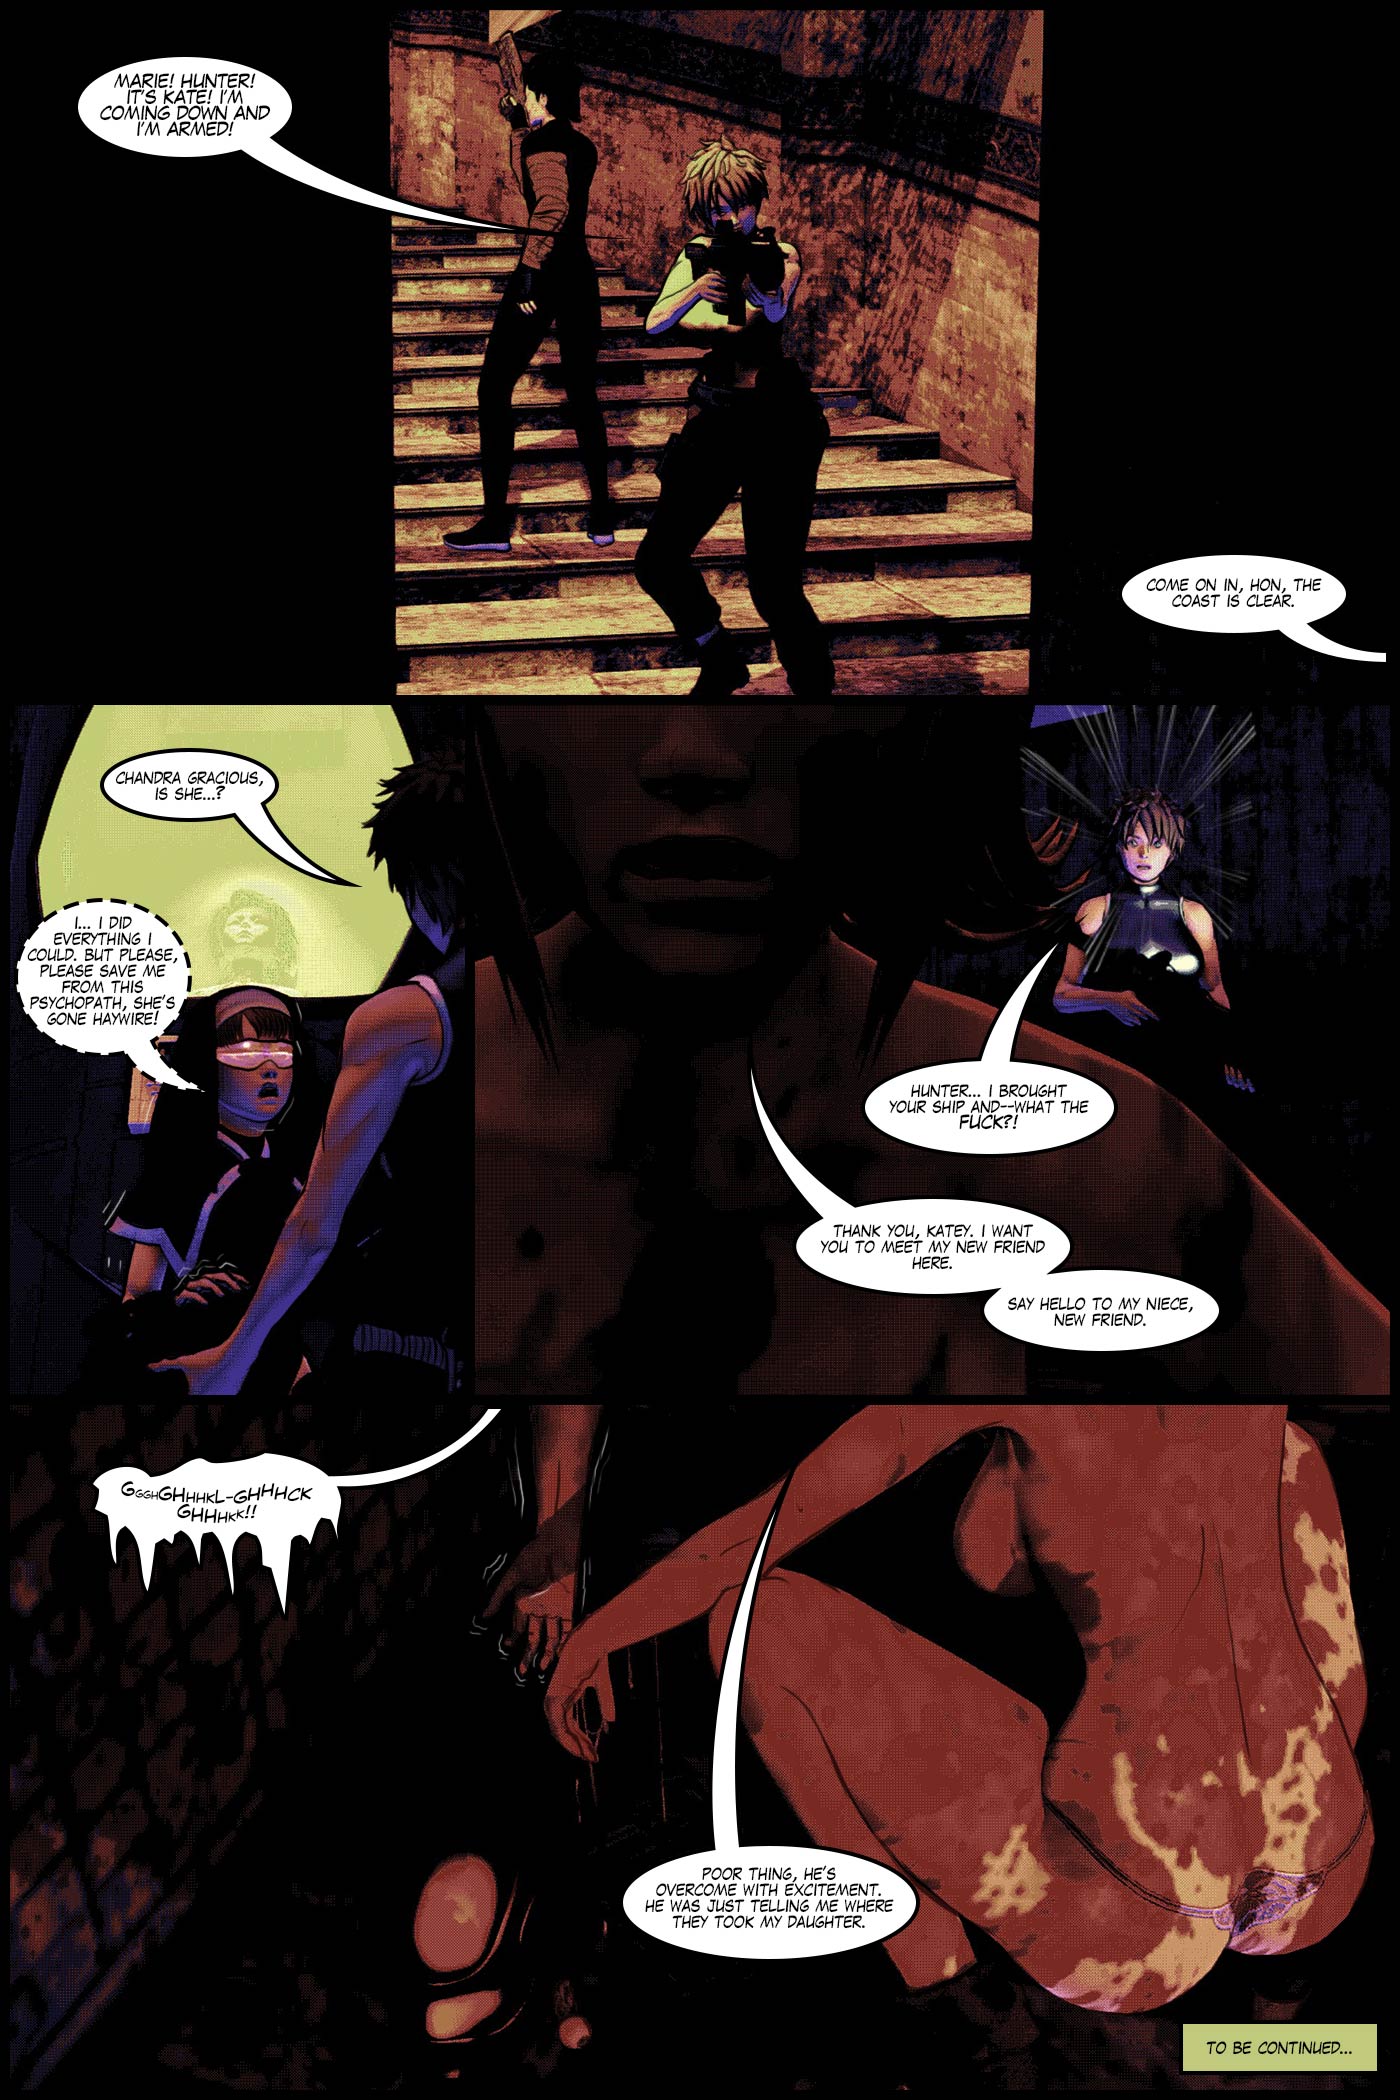 MARIE! HUNTER!
IT'S KATE! I'M
COMING DOWN AND
I'M ARMED!
COME ON IN, HON, THE
COAST IS CLEAR.
CHANDRA GRACIOUS,
IS SHE...?
I... I DID
EVERYTHING I
COULD. BUT PLEASE,
PLEASE SAVE ME
FROM THIS
PSYCHOPATH, SHE'S
GONE HAYWIRE!
HUNTER... I BROUGHT
YOUR SHIP AND--WHAT THE
FUCK?!
THANK YOU, KATEY. I WANT
YOU TO MEET MY NEW FRIEND
HERE.
SAY HELLO TO MY NIECE,
NEW FRIEND.
GGGHGHHHKL-GHHHCK
GHHHKK!!
POOR THING, HE'S
OVERCOME WITH EXCITEMENT.
HE WAS JUST TELLING ME WHERE
THEY TOOK MY DAUGHTER.
TO BE CONTINUED...